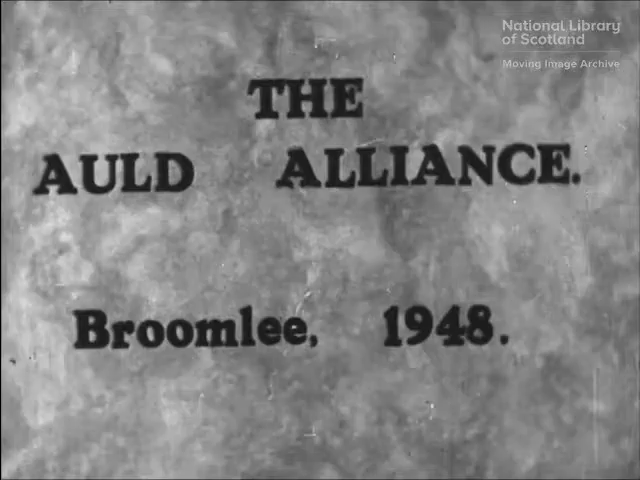 National Library
of Scotland
Moving Image Archive
THE
AULD ALLIANCE.
Broomlee, 1948.